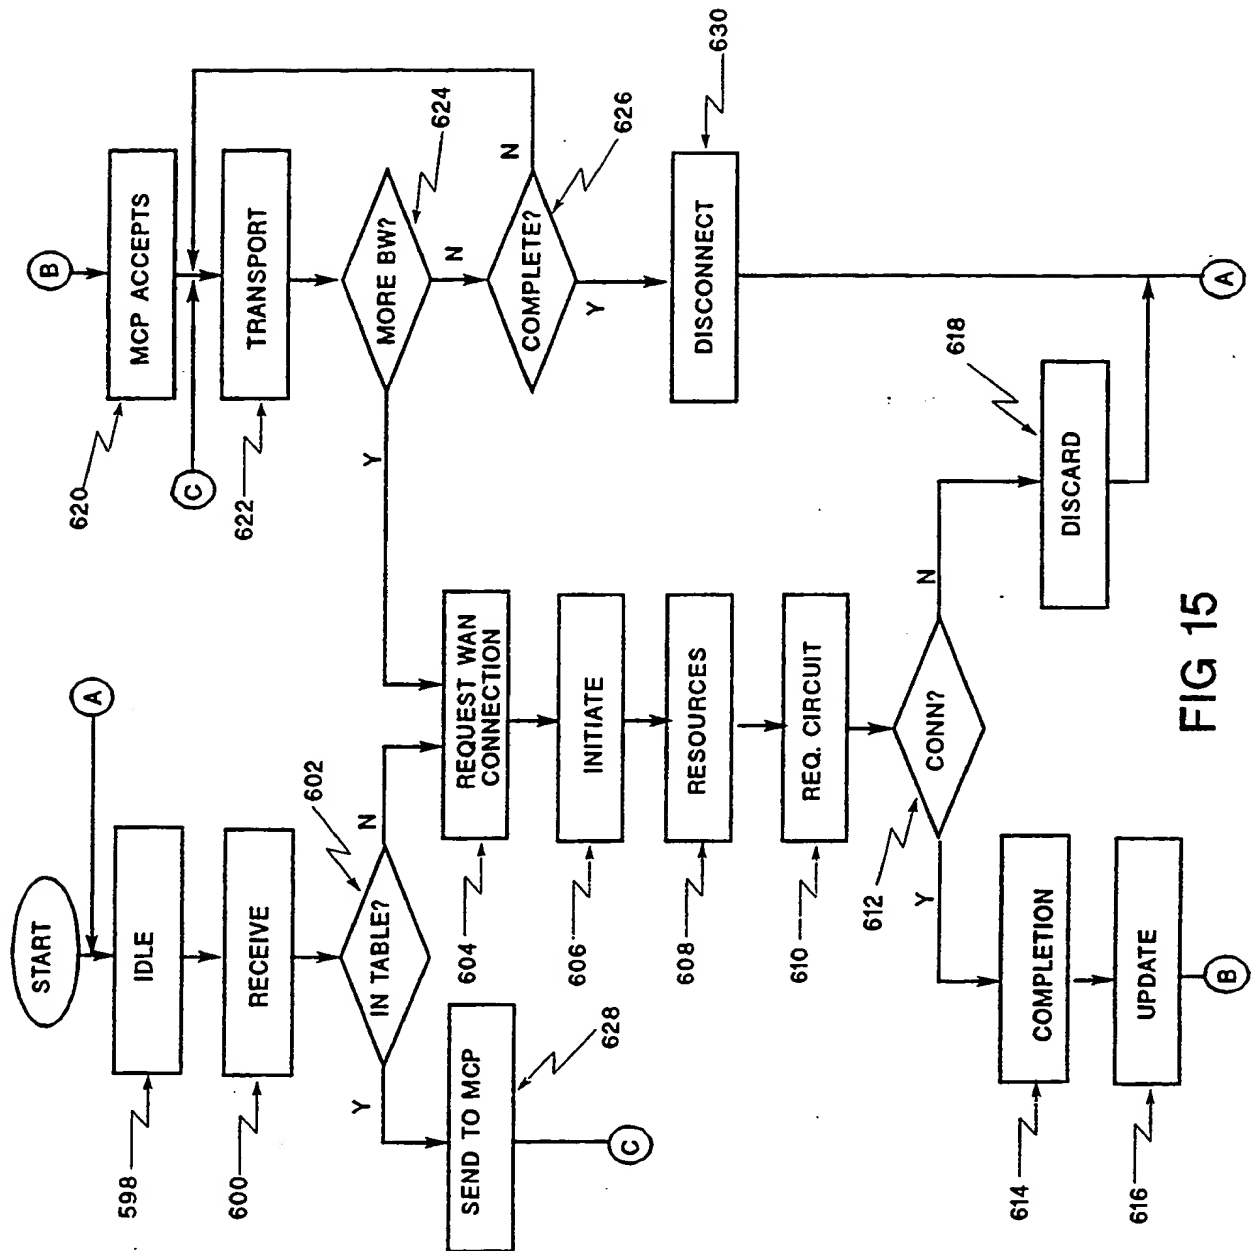 START
A
IDLE
598
RECEIVE
600
IN TABLE?
602
Y
N
SEND TO MCP
628
C
REQUEST WAN
CONNECTION
604
INITIATE
606
RESOURCES
608
REQ. CIRCUIT
610
CONN?
612
Y
N
COMPLETION
614
UPDATE
616
B
DISCARD
618
B
MCP ACCEPTS
620
C
TRANSPORT
622
MORE BW?
624
Y
N
COMPLETE?
626
N
Y
DISCONNECT
630
A
FIG 15